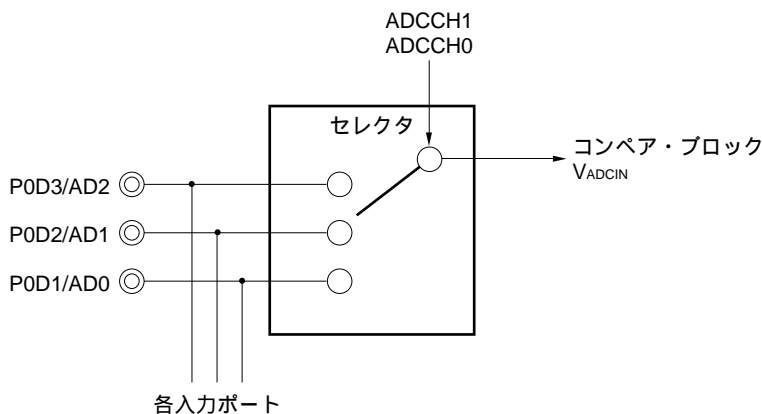 ADCCH1
ADCCH0
セレクタ
コンペア・ブロック
VADCIN
P0D3/AD2
P0D2/AD1
P0D1/AD0
各入力ポート